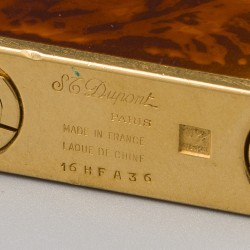 S.T. Dupont
PARIS
MADE IN FRANCE
LAQUE DE CHINE
16HFA36